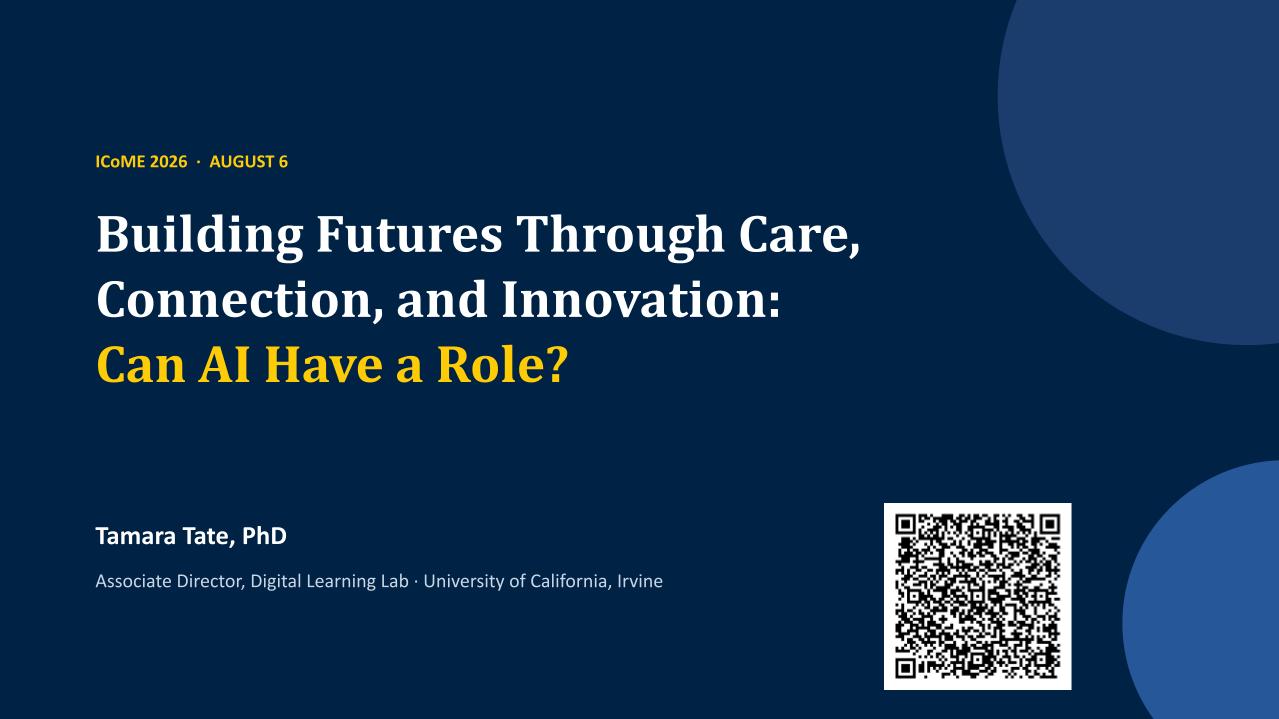 ICoME 2026 · AUGUST 6
Building Futures Through Care,
Connection, and Innovation:
Can AI Have a Role?
Tamara Tate, PhD
Associate Director, Digital Learning Lab · University of California, Irvine